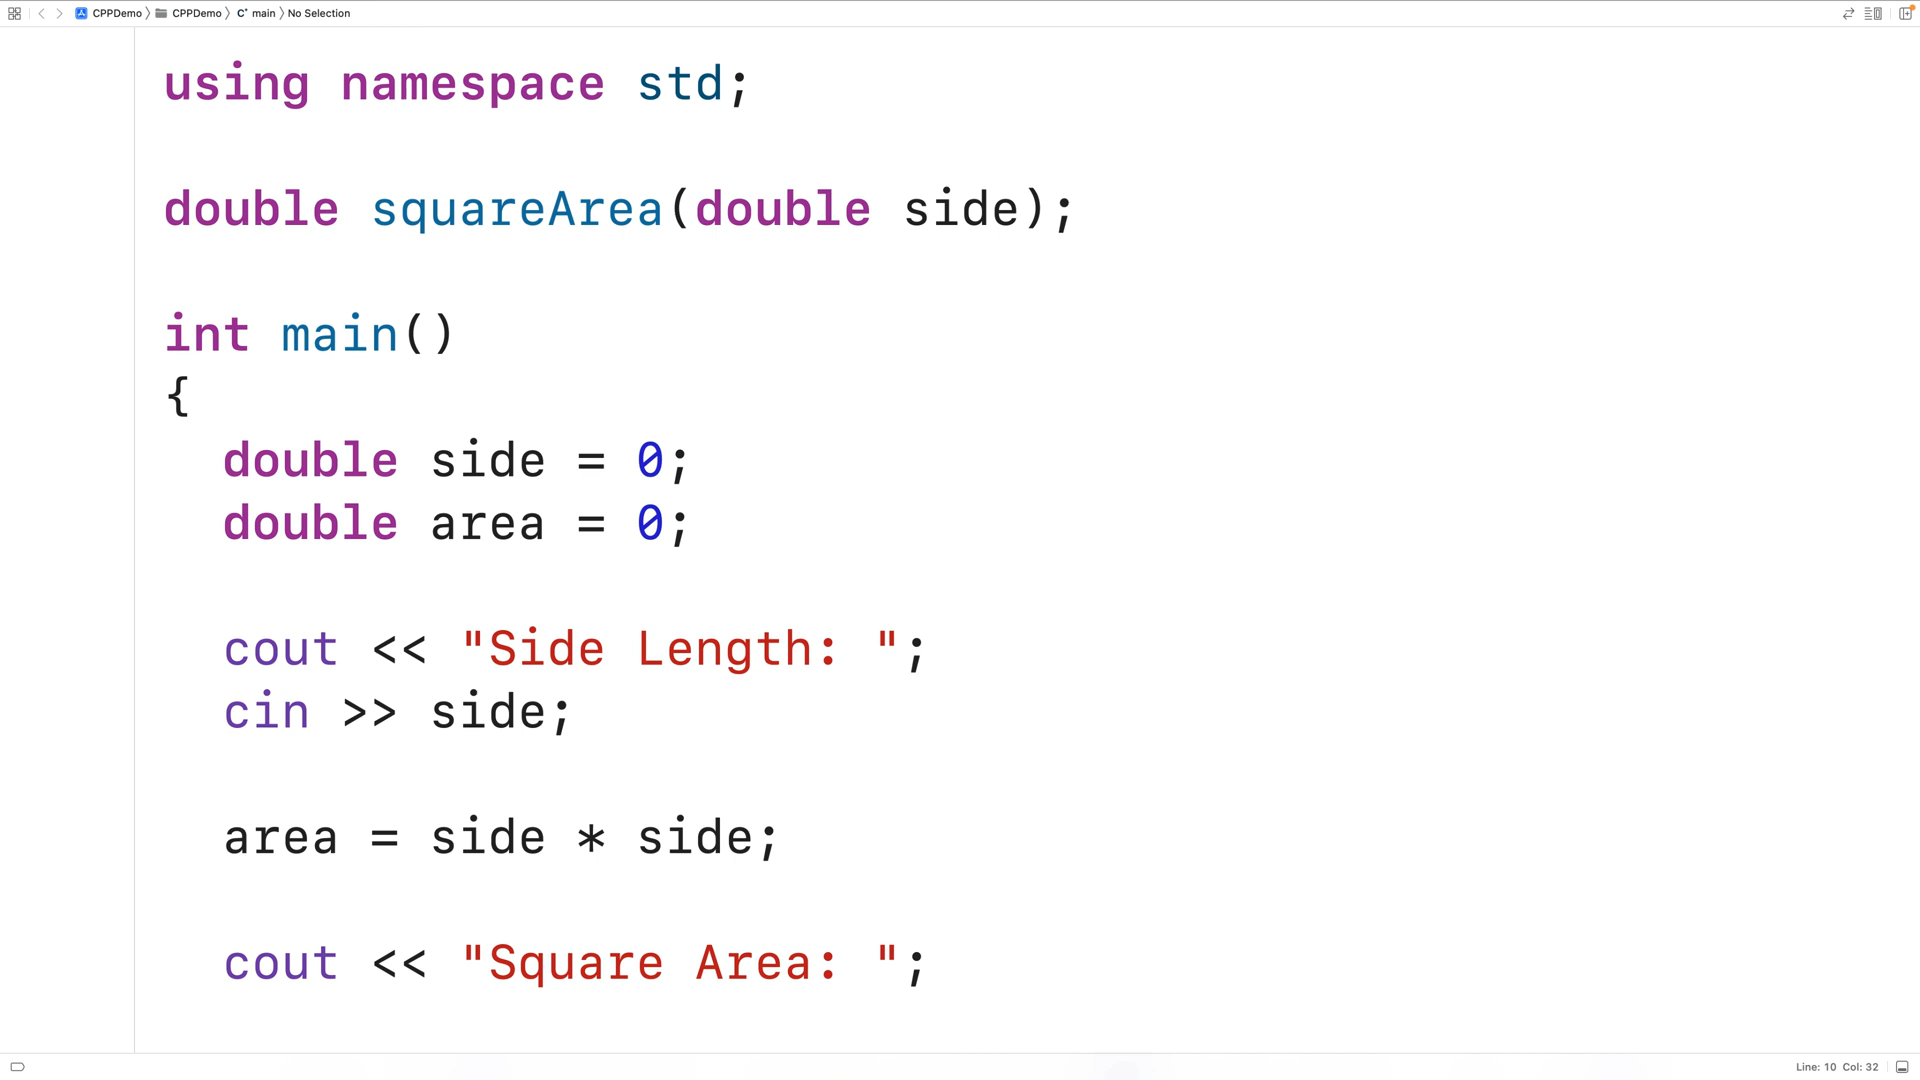 CPPDemo CPPDemo C+ main No Selection
using namespace std;
double squareArea(double side);
int main()
{
double side = 0;
double area = 0;
cout << "Side Length: ";
cin >> side;
area = side * side;
cout << "Square Area: ";
Line: 10 Col: 32